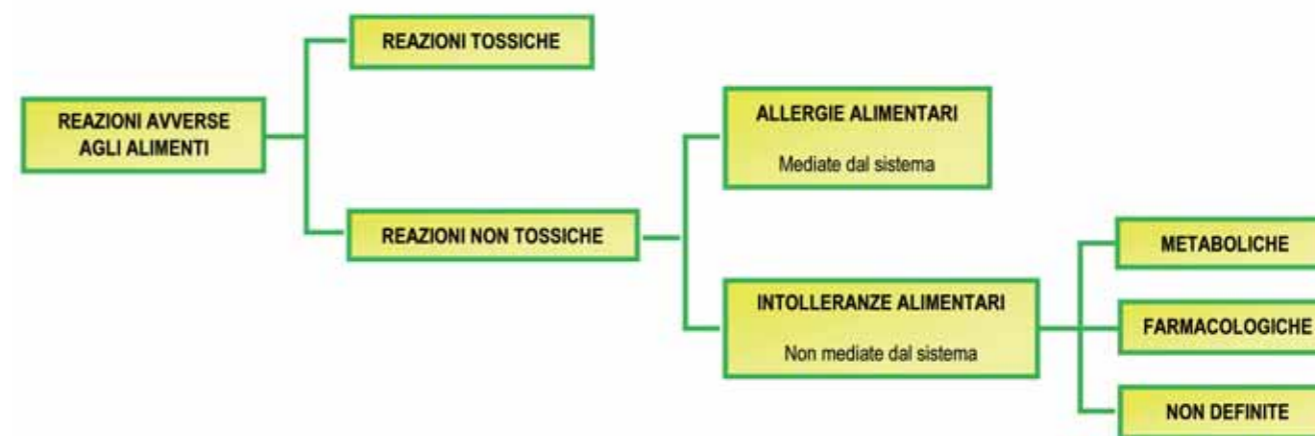 REAZIONI TOSSICHE
REAZIONI AVVERSE
AGLI ALIMENTI
REAZIONI NON TOSSICHE
ALLERGIE ALIMENTARI
Mediate dal sistema
INTOLLERANZE ALIMENTARI
Non mediate dal sistema
METABOLICHE
FARMACOLOGICHE
NON DEFINITE